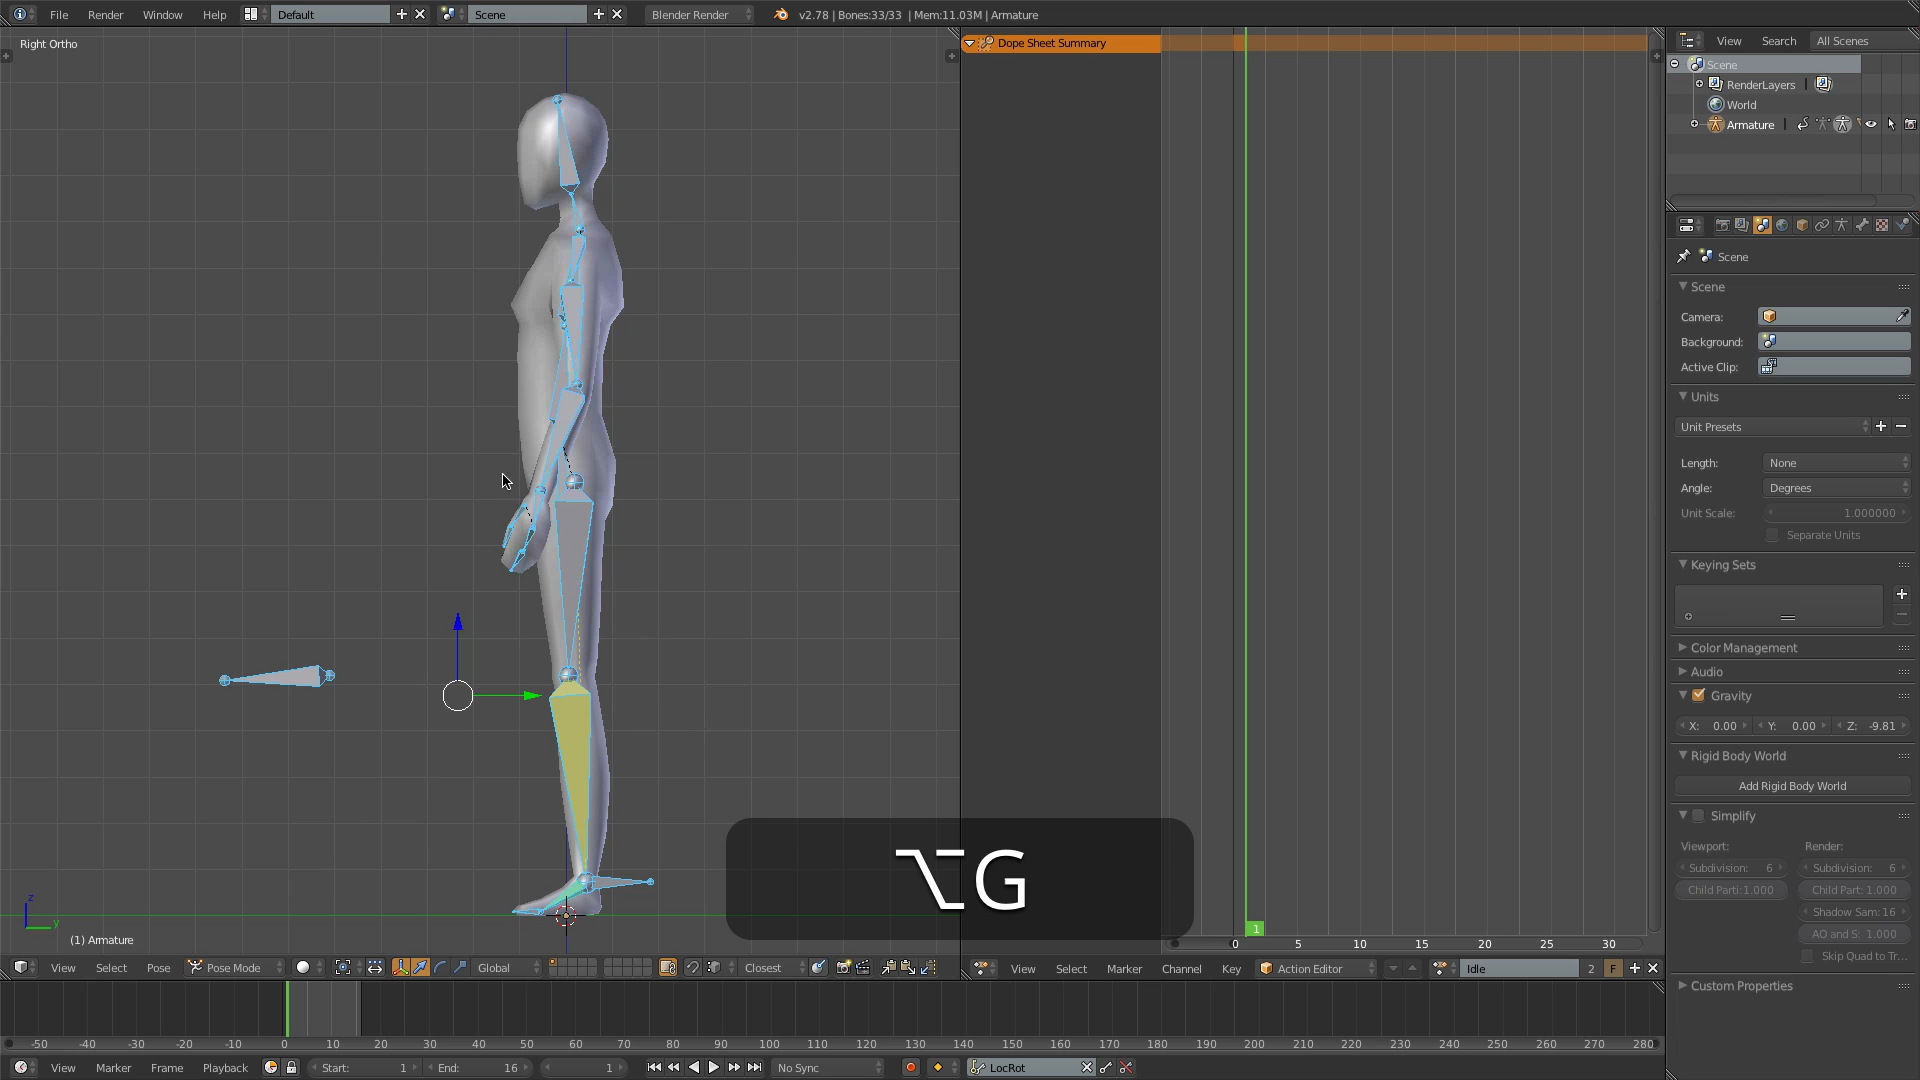 File Render Window Help Default Scene Blender Render v2.78 | Bones:33/33 | Mem:11.03M | Armature
Right Ortho
Dope Sheet Summary
View Search All Scenes
Scene
RenderLayers
World
Armature
Scene
Scene
Camera:
Background:
Active Clip:
Units
Unit Presets
Length: None
Angle: Degrees
Unit Scale: 1.000000
Separate Units
Keying Sets
Color Management
Audio
Gravity
X: 0.00 Y: 0.00 Z: -9.81
Rigid Body World
Add Rigid Body World
Simplify
Viewport: Render:
Subdivision: 6 Subdivision: 6
Child Parti:1.000 Child Part: 1.000
Shadow Sam:16
AO and S: 1.000
Skip Quad to Tr...
Custom Properties
⌥G
z
y
(1) Armature
1
0 5 10 15 20 25 30
View Select Pose Pose Mode Global Closest
View Select Marker Channel Key Action Editor Idle 2 F
-50 -40 -30 -20 -10 0 10 20 30 40 50 60 70 80 90 100 110 120 130 140 150 160 170 180 190 200 210 220 230 240 250 260 270 280
View Marker Frame Playback Start: 1 End: 16 1 No Sync LocRot